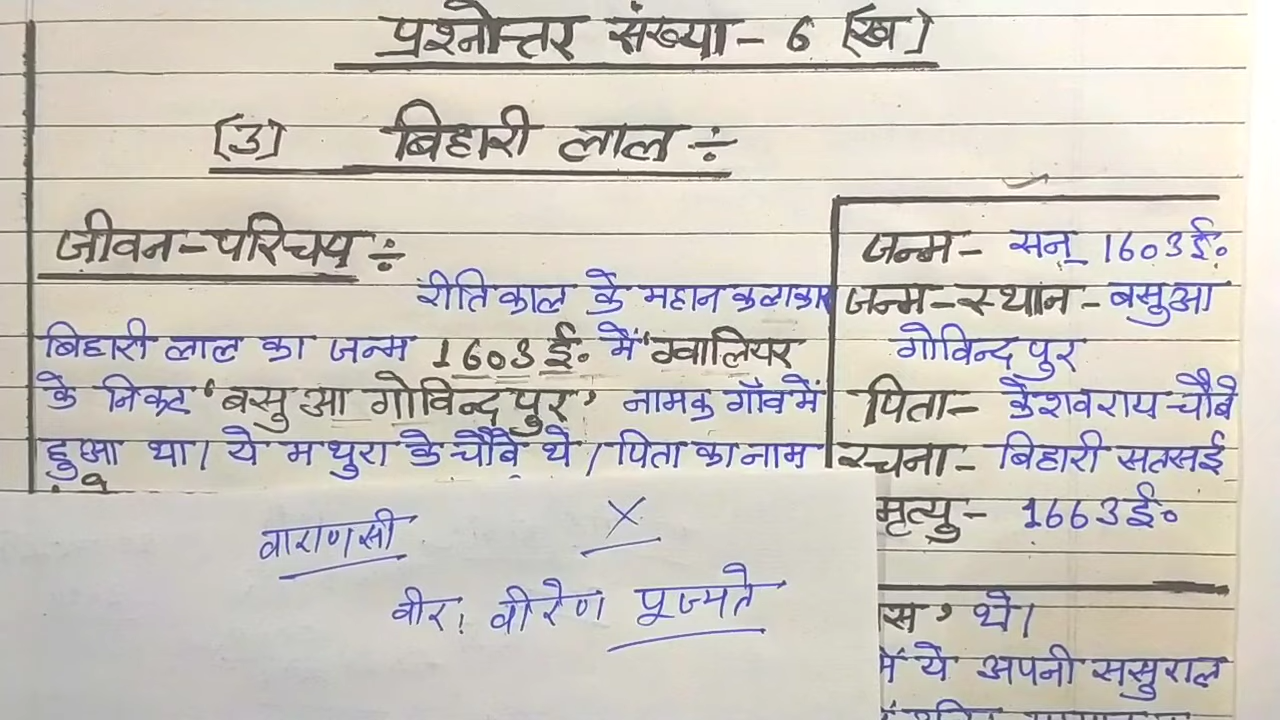 प्रश्नोत्तर संख्या - 6 [ख]
[3] बिहारी लाल ÷
जीवन-परिचय ÷
रीतिकाल के महान कलाकार
बिहारी लाल का जन्म 1603 ई० में 'ग्वालियर
के निकट 'बसुआ गोविन्दपुर' नामक गाँव में
हुआ था। ये मथुरा के चौबे थे। पिता का नाम
जन्म - सन् 1603 ई०
जन्म-स्थान - बसुआ
गोविन्दपुर
पिता - केशवराय चौबे
रचना - बिहारी सतसई
मृत्यु - 1663 ई०
वाराणसी
X
वीरः वीरेण पूज्यते
स' थे।
में ये अपनी ससुराल